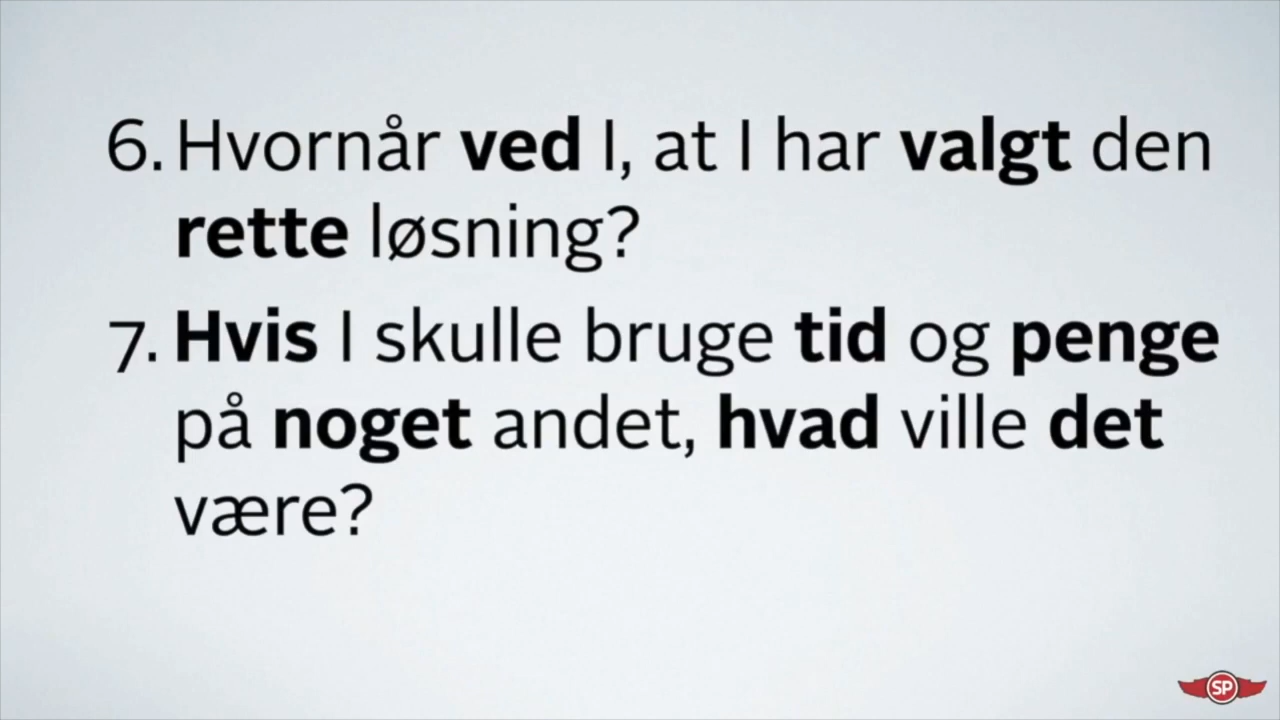 6. Hvornår ved I, at I har valgt den
rette løsning?
7. Hvis I skulle bruge tid og penge
på noget andet, hvad ville det
være?
SP